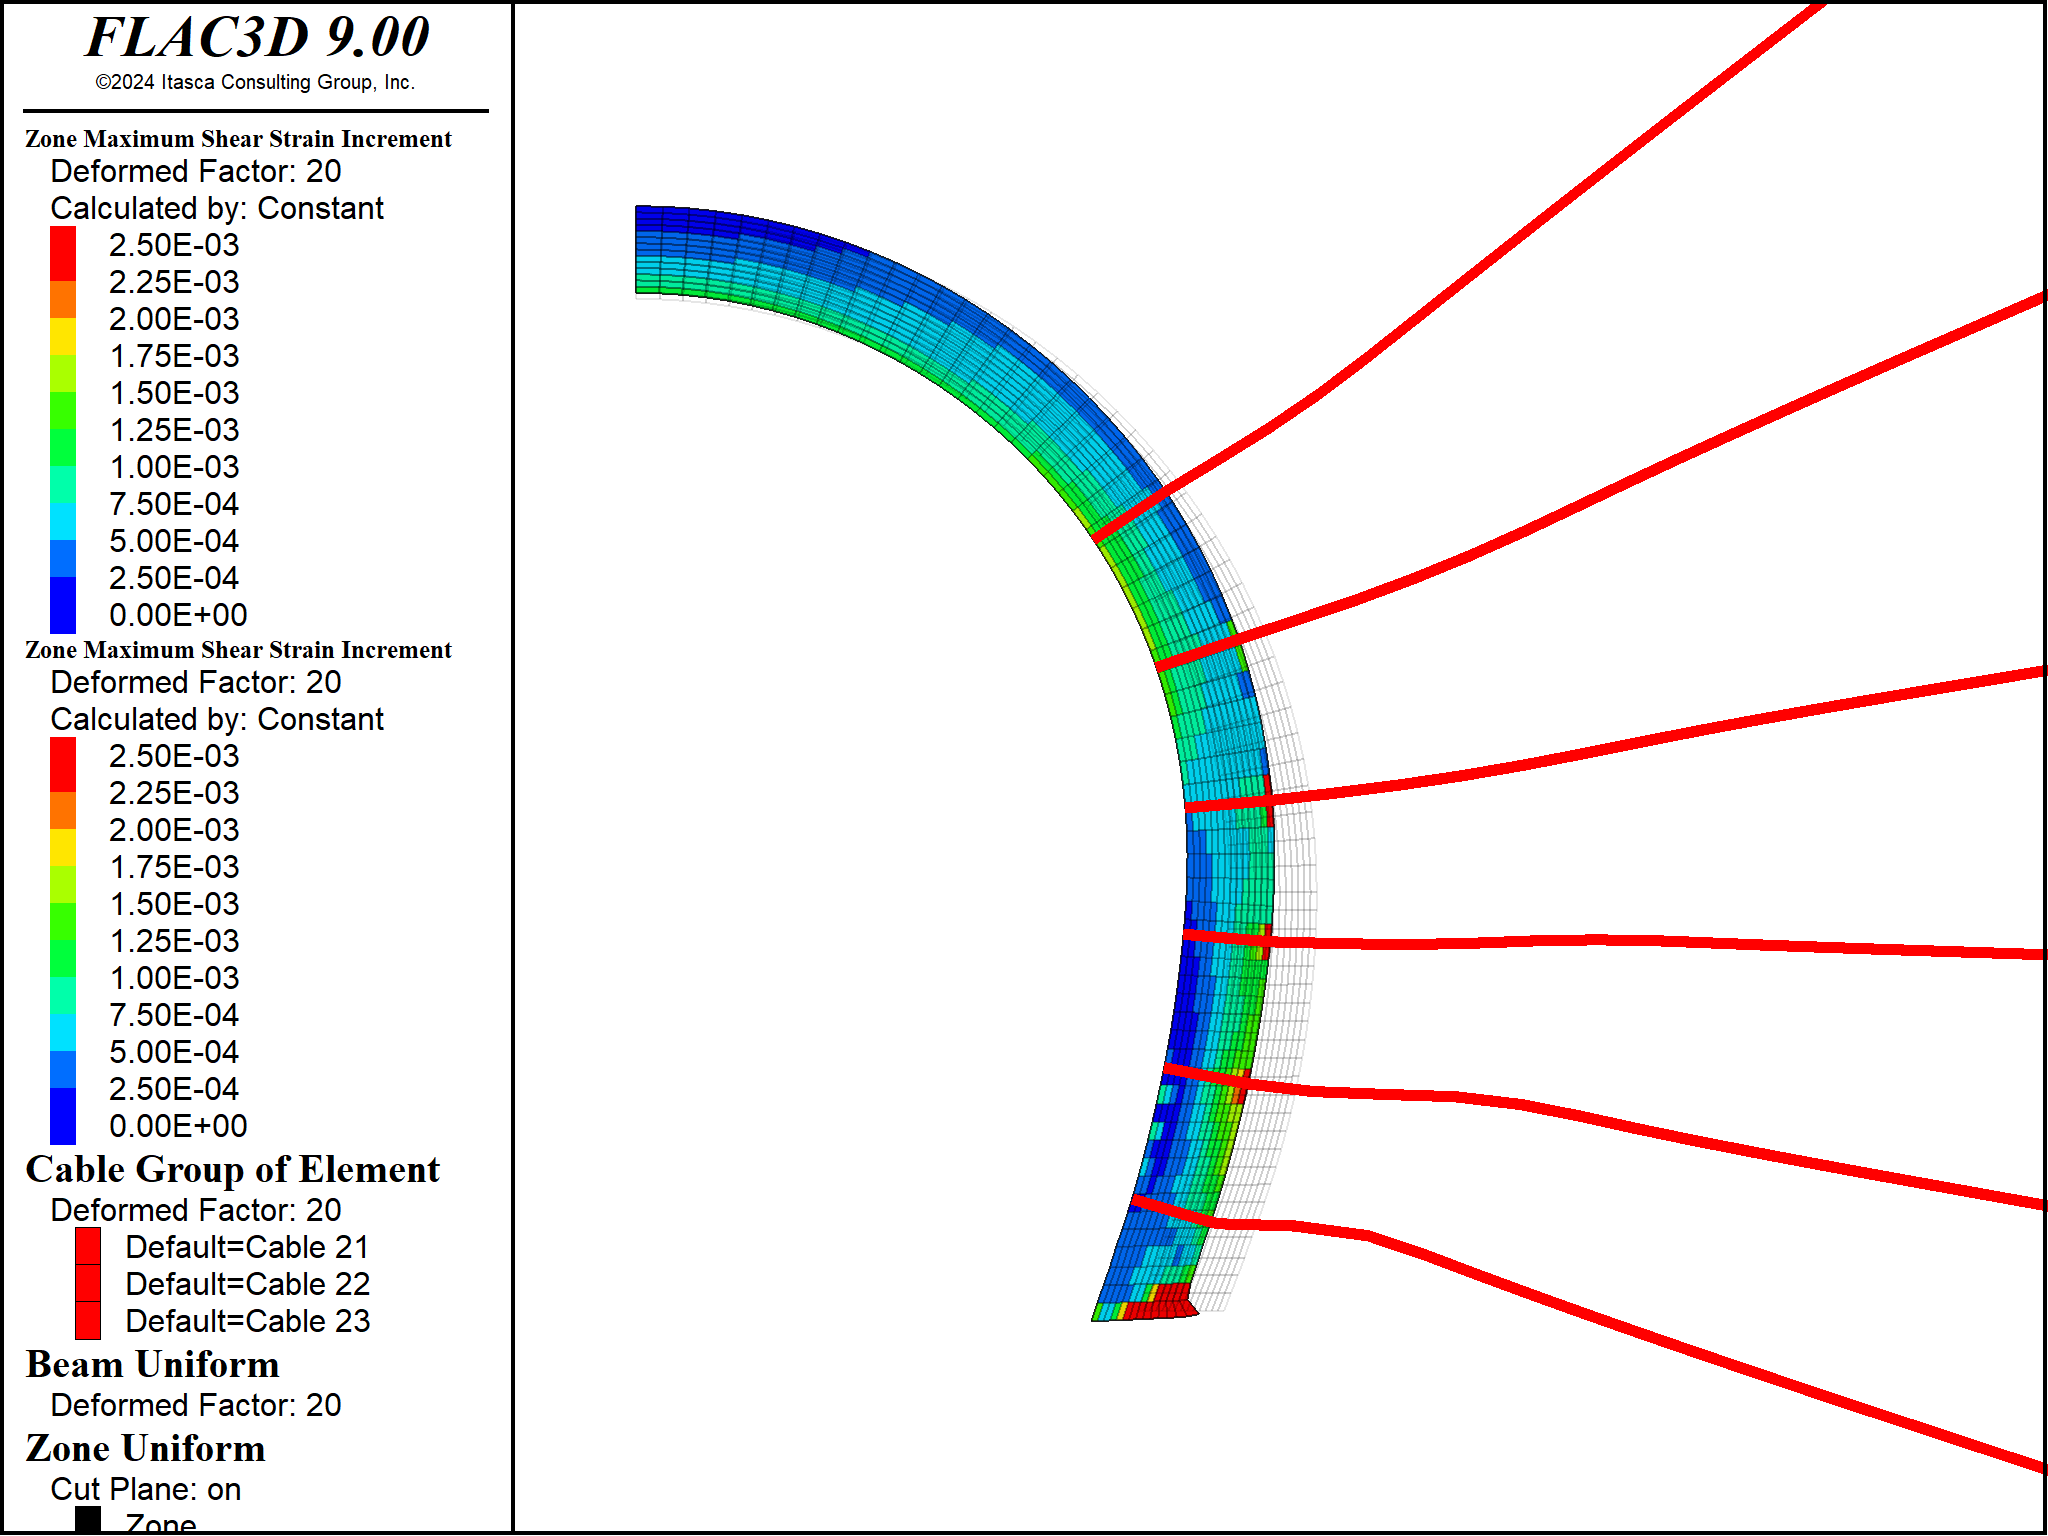 FLAC3D 9.00
©2024 Itasca Consulting Group, Inc.
Zone Maximum Shear Strain Increment
Deformed Factor: 20
Calculated by: Constant
2.50E-03
2.25E-03
2.00E-03
1.75E-03
1.50E-03
1.25E-03
1.00E-03
7.50E-04
5.00E-04
2.50E-04
0.00E+00
Zone Maximum Shear Strain Increment
Deformed Factor: 20
Calculated by: Constant
2.50E-03
2.25E-03
2.00E-03
1.75E-03
1.50E-03
1.25E-03
1.00E-03
7.50E-04
5.00E-04
2.50E-04
0.00E+00
Cable Group of Element
Deformed Factor: 20
Default=Cable 21
Default=Cable 22
Default=Cable 23
Beam Uniform
Deformed Factor: 20
Zone Uniform
Cut Plane: on
Zone